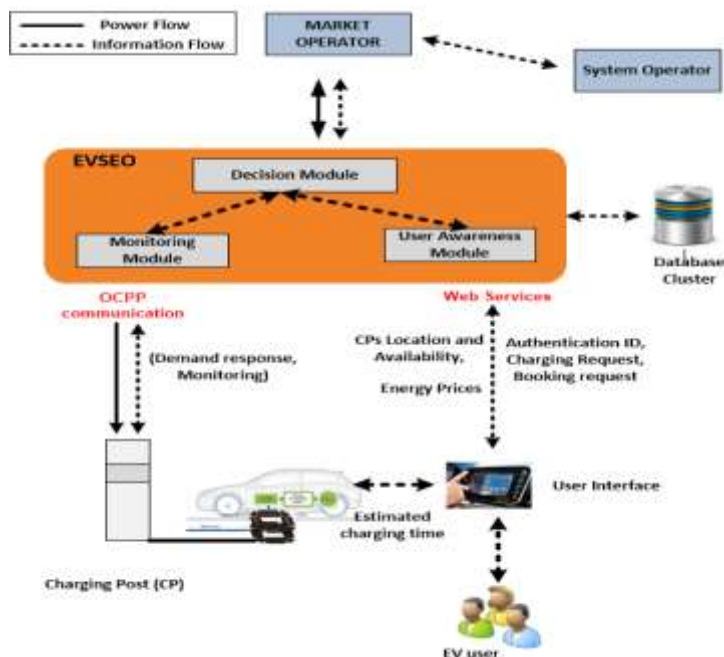 Power Flow
Information Flow
MARKET
OPERATOR
System Operator
EVSEO
Decision Module
Monitoring
Module
User Awareness
Module
Database
Cluster
OCPP
communication
Web Services
(Demand response,
Monitoring)
CPs Location and
Availability,
Energy Prices
Authentication ID,
Charging Request,
Booking request
User Interface
Estimated
charging time
Charging Post (CP)
EV user